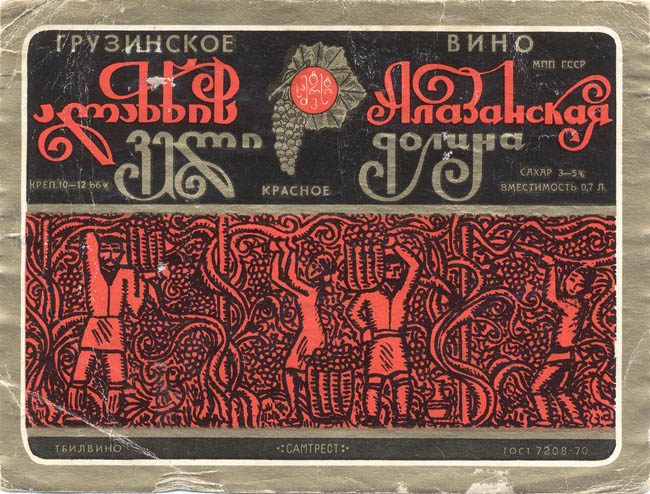 ГРУЗИНСКОЕ ВИНО
МПП ГССР
ალაზნის Алазанская
ველი долина
КРЕП. 10–12 об% КРАСНОЕ САХАР 3–5%
ВМЕСТИМОСТЬ 0,7 Л.
ТБИЛВИНО САМТРЕСТ ГОСТ 7208-70